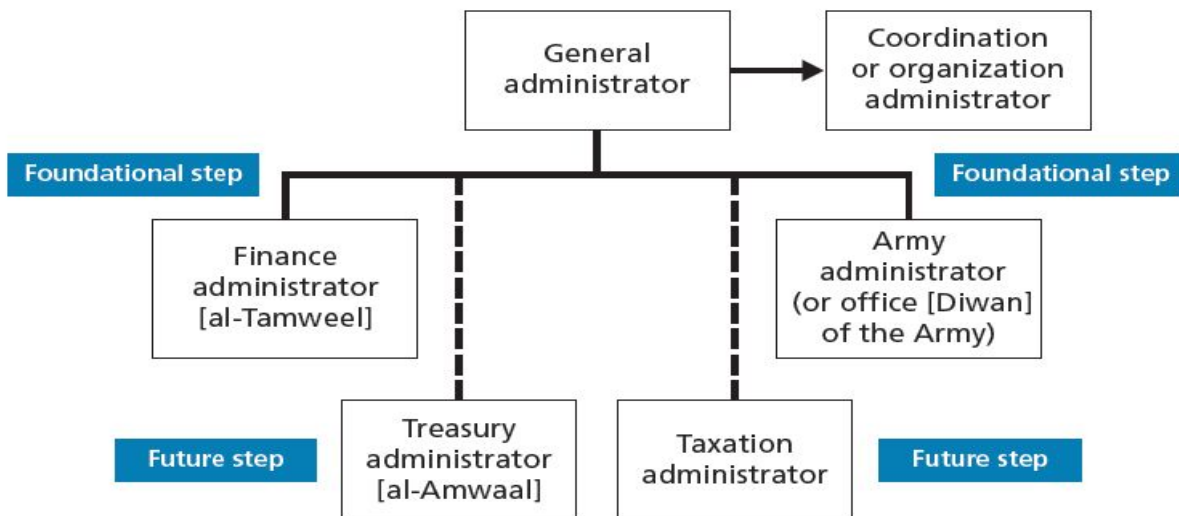 General
administrator
Coordination
or organization
administrator
Foundational step
Foundational step
Finance
administrator
[al-Tamweel]
Army
administrator
(or office [Diwan]
of the Army)
Future step
Treasury
administrator
[al-Amwaal]
Taxation
administrator
Future step